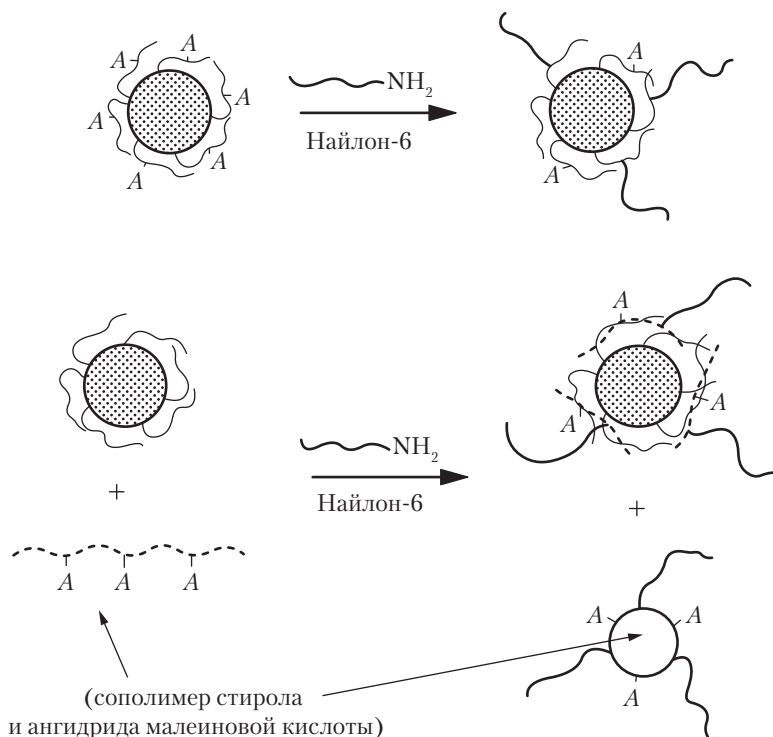 A
A
NH2
A
A
A
A
Найлон-6
A
A
A
A
NH2
A
A
+
Найлон-6
+
A A A
A A
A
(сополимер стирола
и ангидрида малеиновой кислоты)